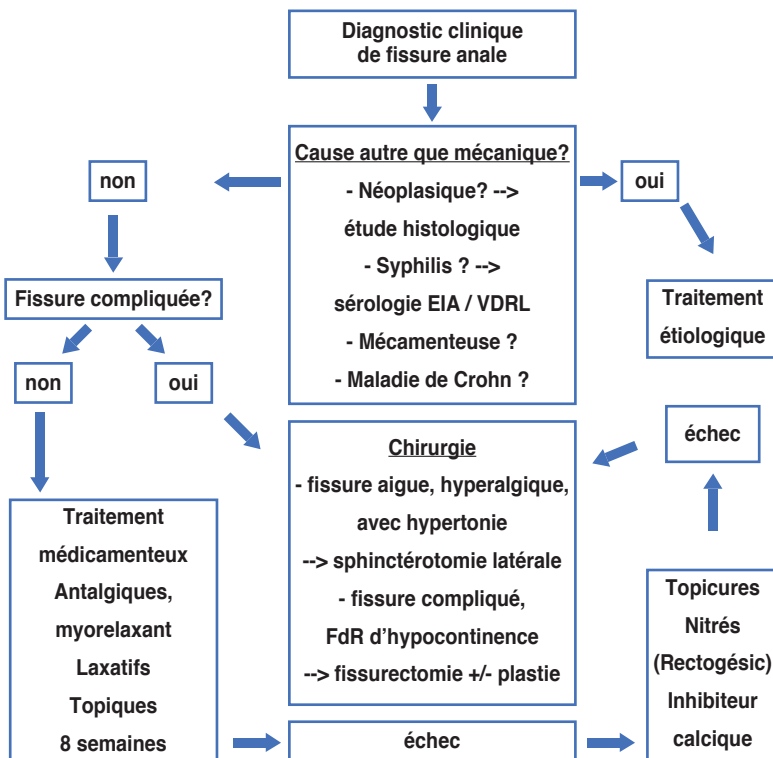 Diagnostic clinique
de fissure anale
Cause autre que mécanique?
- Néoplasique? -->
étude histologique
- Syphilis ? -->
sérologie EIA / VDRL
- Mécamenteuse ?
- Maladie de Crohn ?
non
oui
Traitement
étiologique
Fissure compliquée?
non
oui
Chirurgie
- fissure aigue, hyperalgique,
avec hypertonie
--> sphinctérotomie latérale
- fissure compliqué,
FdR d'hypocontinence
--> fissurectomie +/- plastie
échec
Traitement
médicamenteux
Antalgiques,
myorelaxant
Laxatifs
Topiques
8 semaines
échec
Topicures
Nitrés
(Rectogésic)
Inhibiteur
calcique